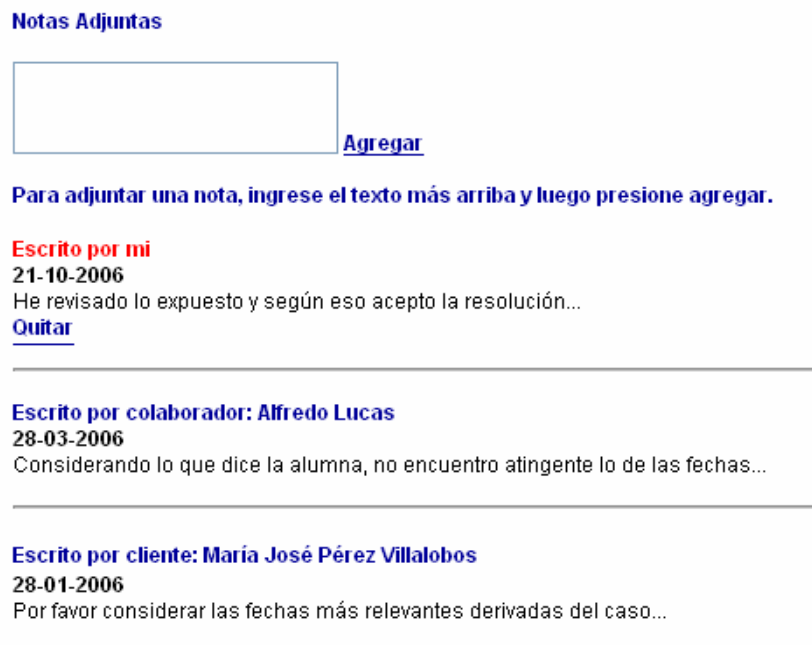 Notas Adjuntas
Agregar
Para adjuntar una nota, ingrese el texto más arriba y luego presione agregar.
Escrito por mi
21-10-2006
He revisado lo expuesto y según eso acepto la resolución...
Quitar
Escrito por colaborador: Alfredo Lucas
28-03-2006
Considerando lo que dice la alumna, no encuentro atingente lo de las fechas...
Escrito por cliente: María José Pérez Villalobos
28-01-2006
Por favor considerar las fechas más relevantes derivadas del caso...